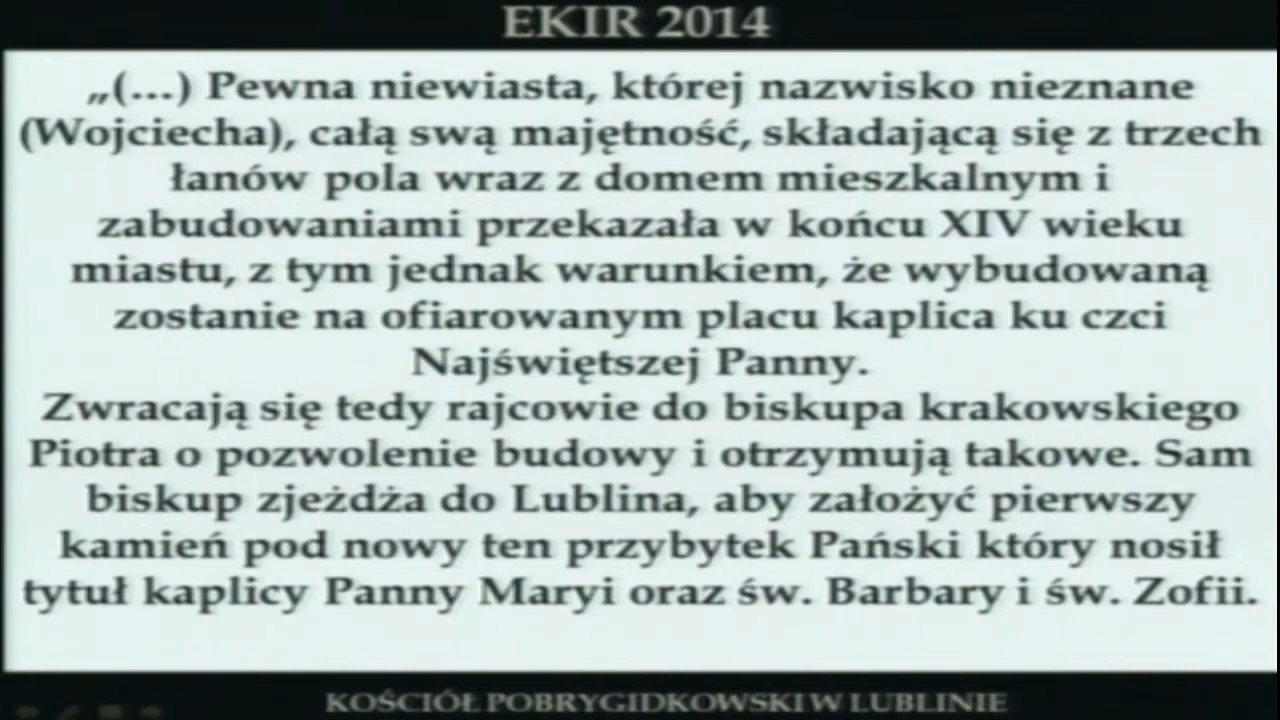 EKIR 2014
„(...) Pewna niewiasta, której nazwisko nieznane
(Wojciecha), całą swą majętność, składającą się z trzech
łanów pola wraz z domem mieszkalnym i
zabudowaniami przekazała w końcu XIV wieku
miastu, z tym jednak warunkiem, że wybudowaną
zostanie na ofiarowanym placu kaplica ku czci
Najświętszej Panny.
Zwracają się tedy rajcowie do biskupa krakowskiego
Piotra o pozwolenie budowy i otrzymują takowe. Sam
biskup zjeżdża do Lublina, aby założyć pierwszy
kamień pod nowy ten przybytek Pański który nosił
tytuł kaplicy Panny Maryi oraz św. Barbary i św. Zofii.
KOŚCIÓŁ POBRYGIDKOWSKI W LUBLINIE